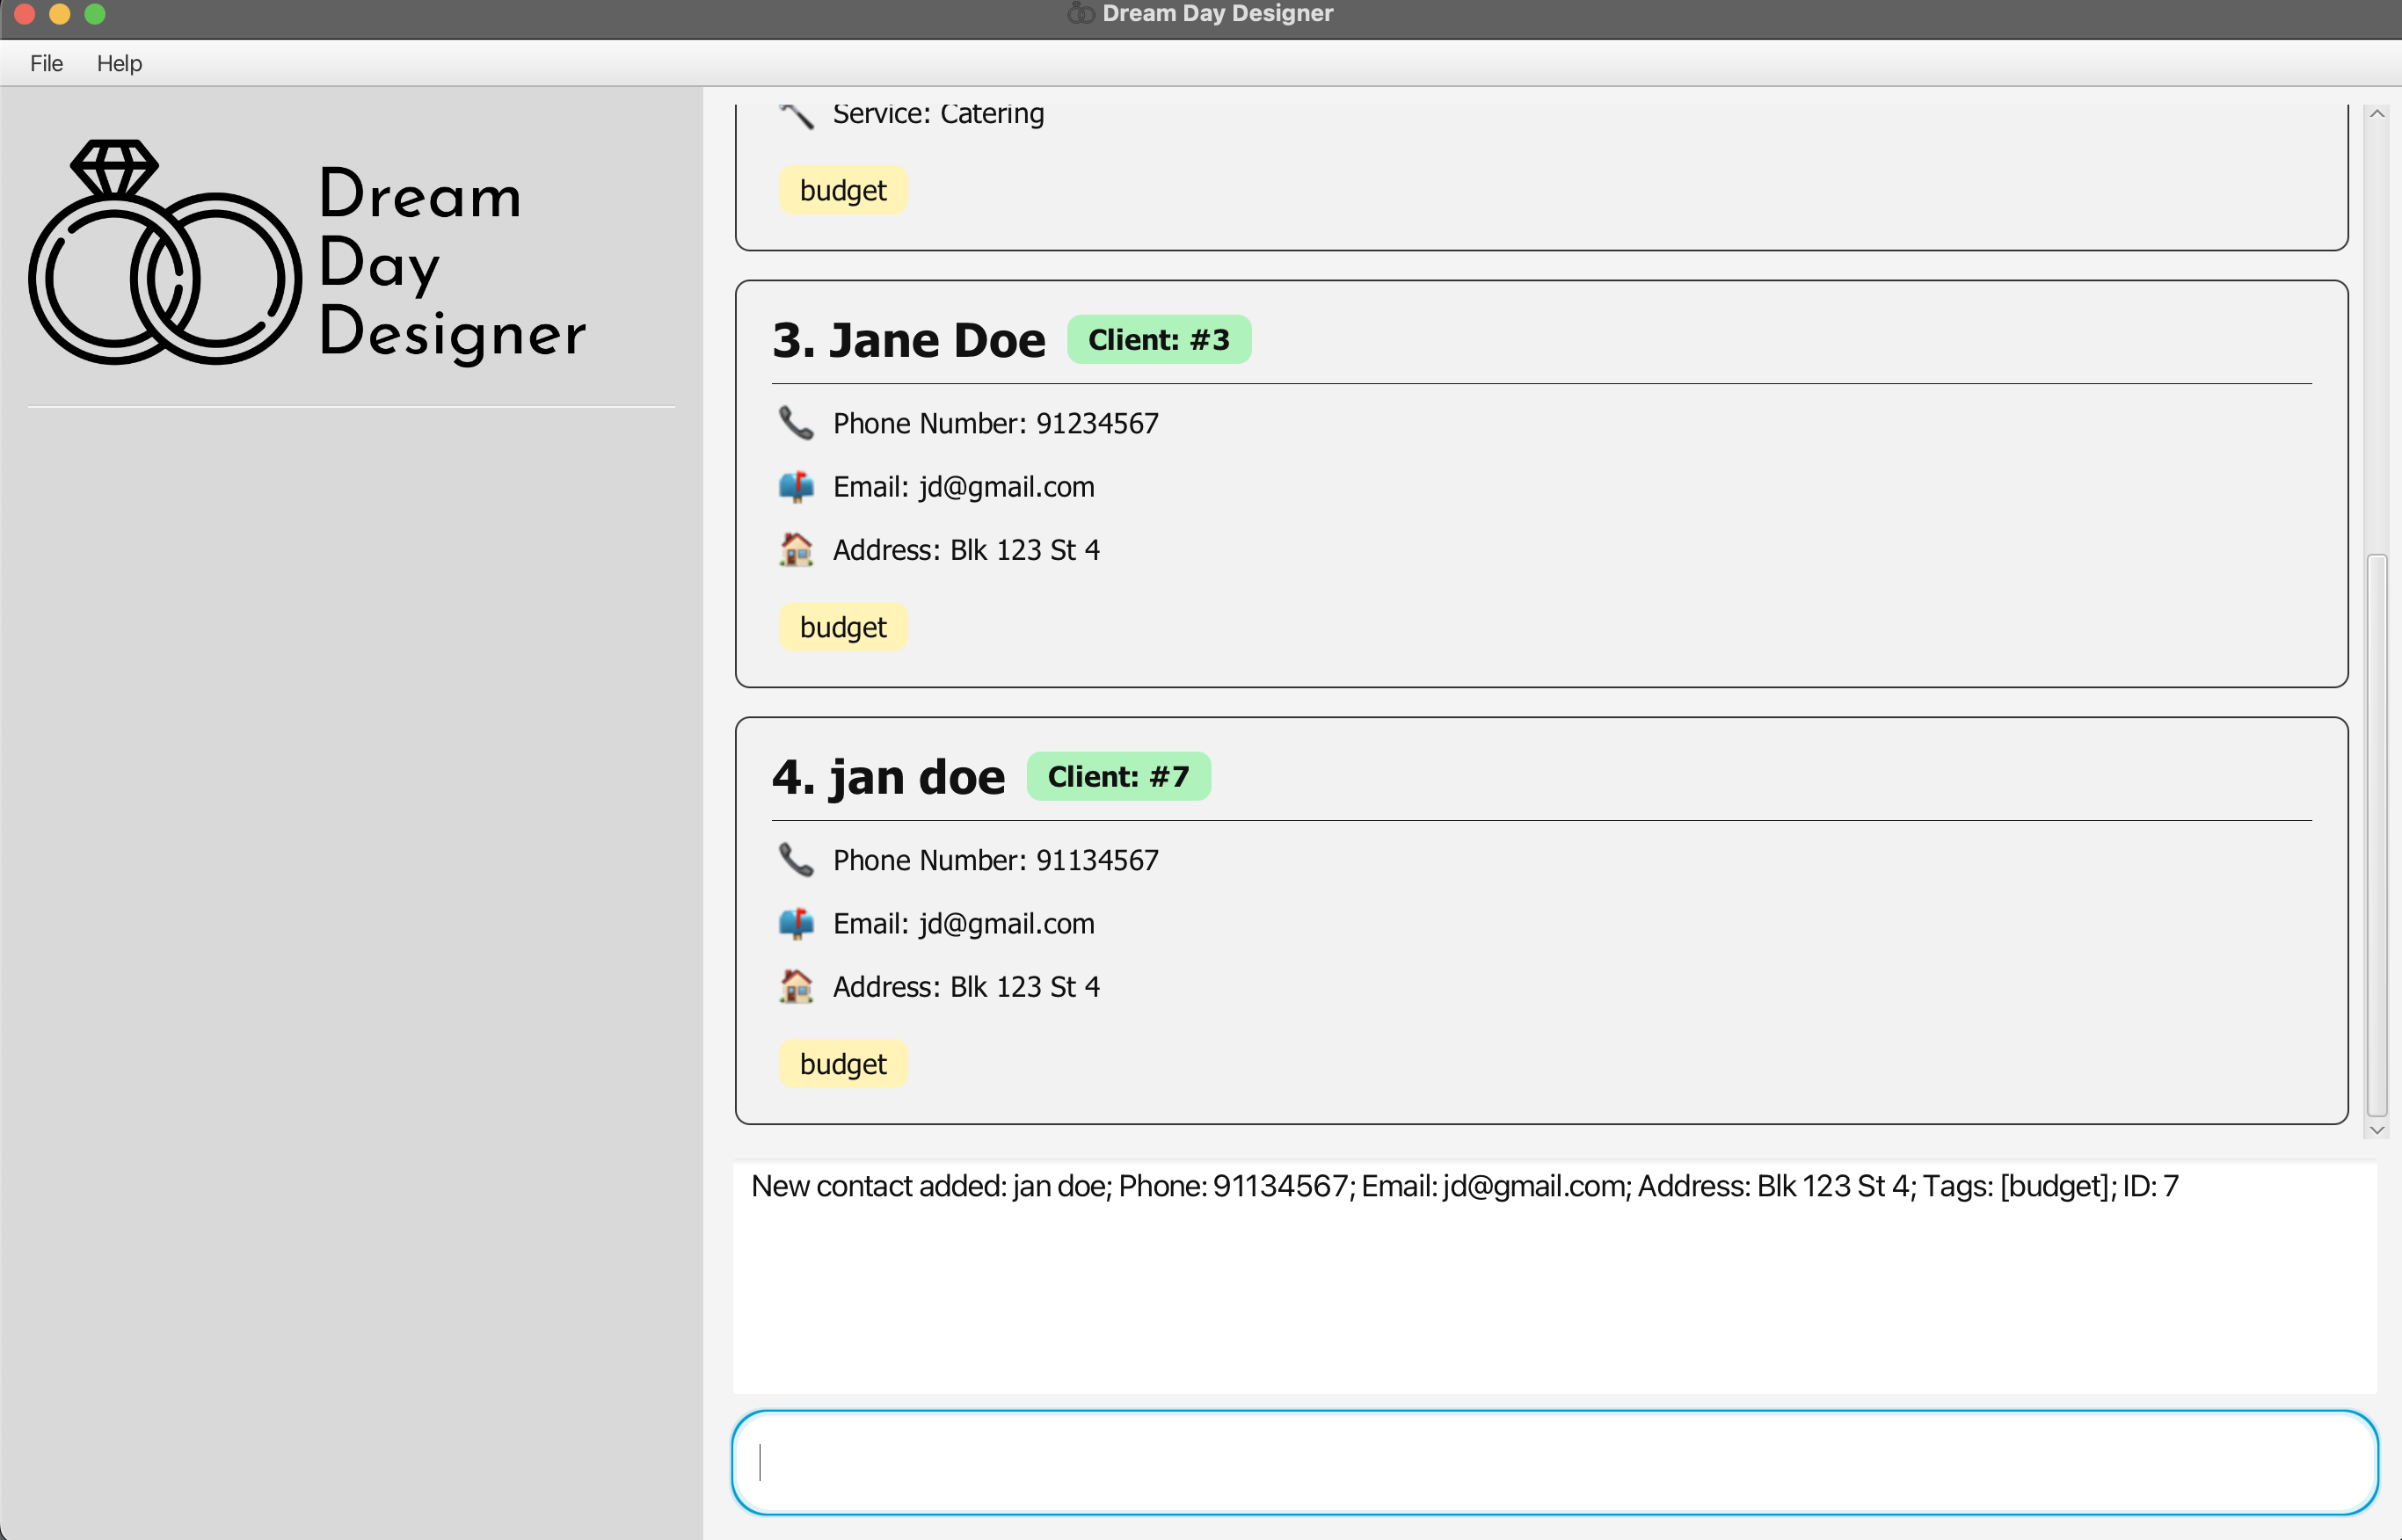 Dream Day Designer
File Help
Dream
Day
Designer
Service: Catering
budget
3. Jane Doe Client: #3
Phone Number: 91234567
Email: jd@gmail.com
Address: Blk 123 St 4
budget
4. jan doe Client: #7
Phone Number: 91134567
Email: jd@gmail.com
Address: Blk 123 St 4
budget
New contact added: jan doe; Phone: 91134567; Email: jd@gmail.com; Address: Blk 123 St 4; Tags: [budget]; ID: 7